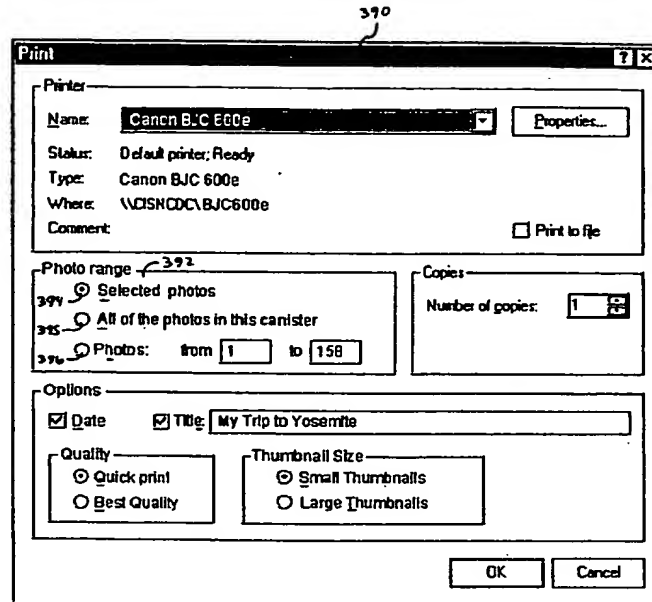 390
Print
Printer
Name: Canon BJC 600e Properties...
Status: Default printer; Ready
Type: Canon BJC 600e
Where: \\CISNCDC\BJC600e
Comment: Print to file
Photo range 392 Copies
394 Selected photos Number of copies: 1
395 All of the photos in this canister
396 Photos: from 1 to 158
Options
Date Title: My Trip to Yosemite
Quality Thumbnail Size
Quick print Small Thumbnails
Best Quality Large Thumbnails
OK Cancel